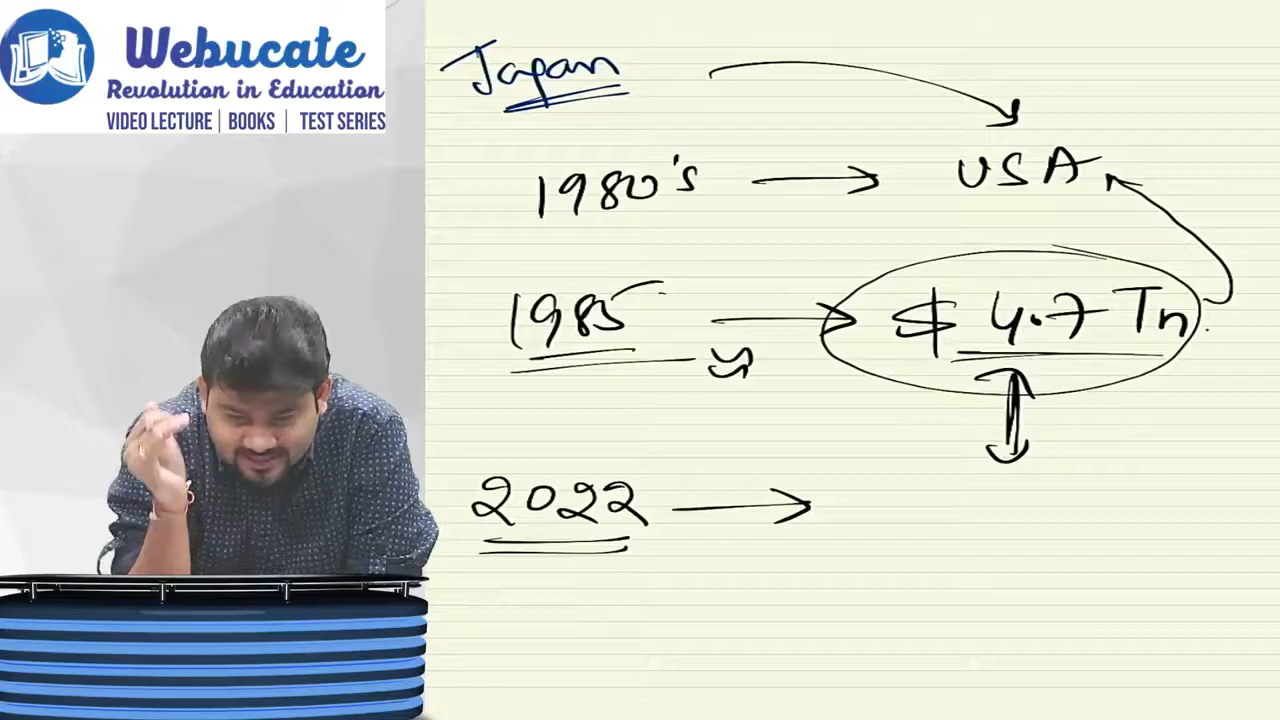 Webucate
Revolution in Education
VIDEO LECTURE | BOOKS | TEST SERIES
Japan
1980's → USA
1985 → $ 4.7 Tn
2022 →